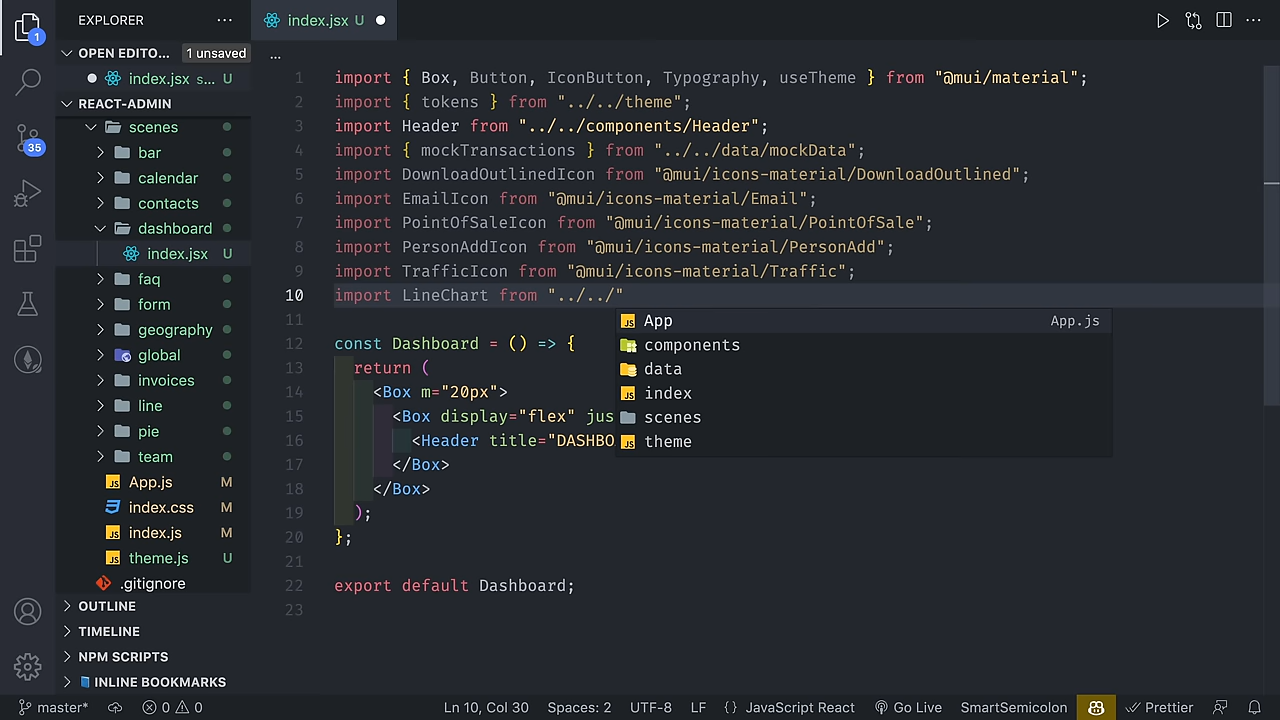 EXPLORER
index.jsx U
OPEN EDITO... 1 unsaved
index.jsx s... U
REACT-ADMIN
scenes
bar
calendar
contacts
dashboard
index.jsx U
faq
form
geography
global
invoices
line
pie
team
App.js M
index.css M
index.js M
theme.js U
.gitignore
OUTLINE
TIMELINE
NPM SCRIPTS
INLINE BOOKMARKS
1
35
...
1 import { Box, Button, IconButton, Typography, useTheme } from "@mui/material";
2 import { tokens } from "../../theme";
3 import Header from "../../components/Header";
4 import { mockTransactions } from "../../data/mockData";
5 import DownloadOutlinedIcon from "@mui/icons-material/DownloadOutlined";
6 import EmailIcon from "@mui/icons-material/Email";
7 import PointOfSaleIcon from "@mui/icons-material/PointOfSale";
8 import PersonAddIcon from "@mui/icons-material/PersonAdd";
9 import TrafficIcon from "@mui/icons-material/Traffic";
10 import LineChart from "../../"
11
12 const Dashboard = () => {
13 return (
14 <Box m="20px">
15 <Box display="flex" jus
16 <Header title="DASHBO
17 </Box>
18 </Box>
19 );
20 };
21
22 export default Dashboard;
23
JS App App.js
components
data
JS index
scenes
JS theme
master* 0 0 Ln 10, Col 30 Spaces: 2 UTF-8 LF {} JavaScript React Go Live SmartSemicolon Prettier